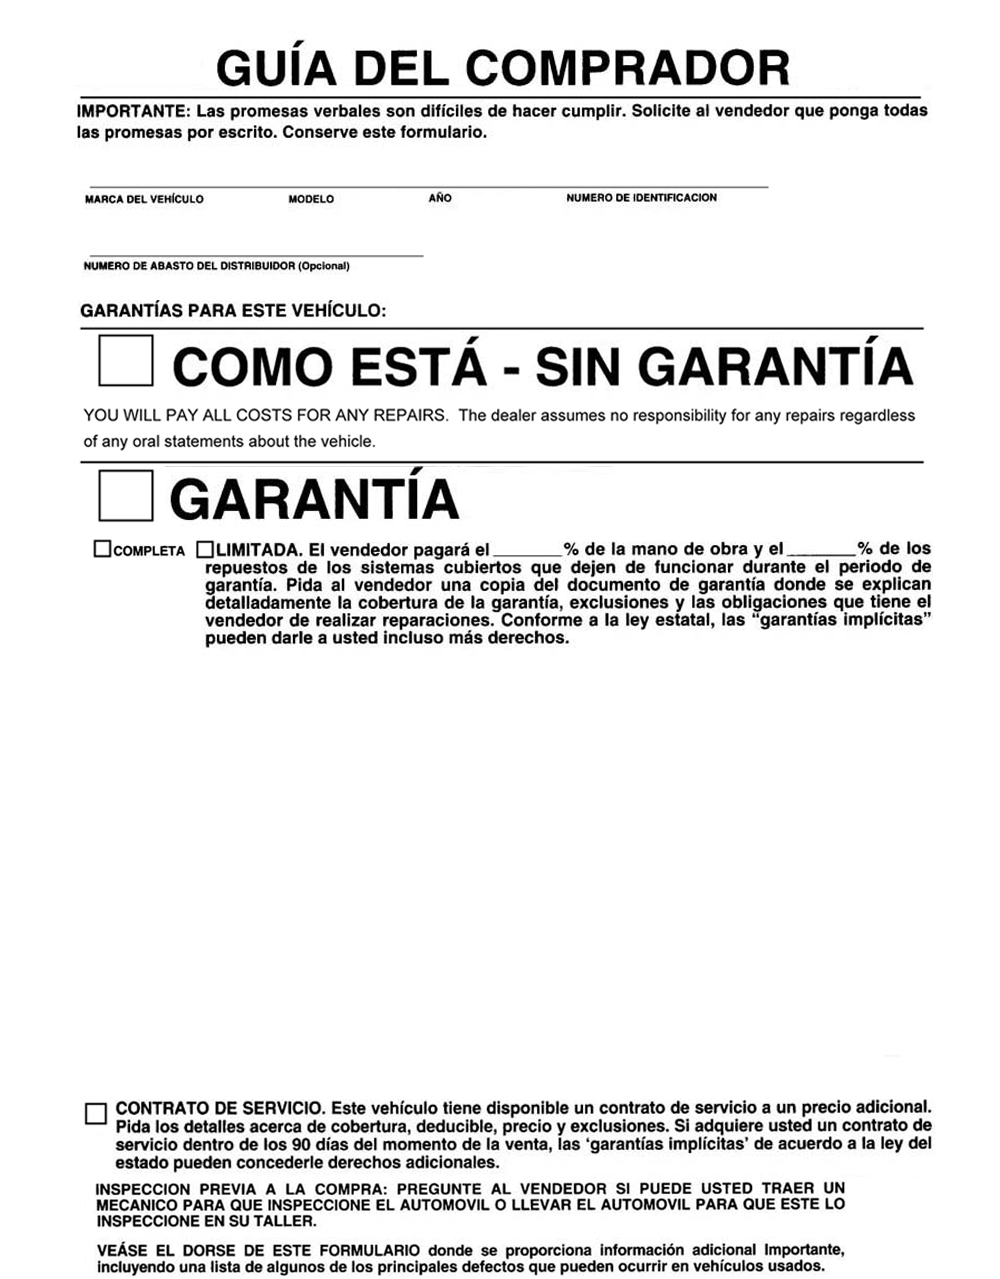 GUÍA DEL COMPRADOR
IMPORTANTE: Las promesas verbales son difíciles de hacer cumplir. Solicite al vendedor que ponga todas
las promesas por escrito. Conserve este formulario.
MARCA DEL VEHÍCULO MODELO AÑO NUMERO DE IDENTIFICACION
NUMERO DE ABASTO DEL DISTRIBUIDOR (Opcional)
GARANTÍAS PARA ESTE VEHÍCULO:
COMO ESTÁ - SIN GARANTÍA
YOU WILL PAY ALL COSTS FOR ANY REPAIRS. The dealer assumes no responsibility for any repairs regardless
of any oral statements about the vehicle.
GARANTÍA
COMPLETA LIMITADA. El vendedor pagará el _______% de la mano de obra y el _______% de los
repuestos de los sistemas cubiertos que dejen de funcionar durante el periodo de
garantía. Pida al vendedor una copia del documento de garantía donde se explican
detalladamente la cobertura de la garantía, exclusiones y las obligaciones que tiene el
vendedor de realizar reparaciones. Conforme a la ley estatal, las “garantías implícitas”
pueden darle a usted incluso más derechos.
CONTRATO DE SERVICIO. Este vehículo tiene disponible un contrato de servicio a un precio adicional.
Pida los detalles acerca de cobertura, deducible, precio y exclusiones. Si adquiere usted un contrato de
servicio dentro de los 90 días del momento de la venta, las ‘garantías implícitas’ de acuerdo a la ley del
estado pueden concederle derechos adicionales.
INSPECCION PREVIA A LA COMPRA: PREGUNTE AL VENDEDOR SI PUEDE USTED TRAER UN
MECANICO PARA QUE INSPECCIONE EL AUTOMOVIL O LLEVAR EL AUTOMOVIL PARA QUE ESTE LO
INSPECCIONE EN SU TALLER.
VEÁSE EL DORSE DE ESTE FORMULARIO donde se proporciona información adicional Importante,
incluyendo una lista de algunos de los principales defectos que pueden ocurrir en vehículos usados.